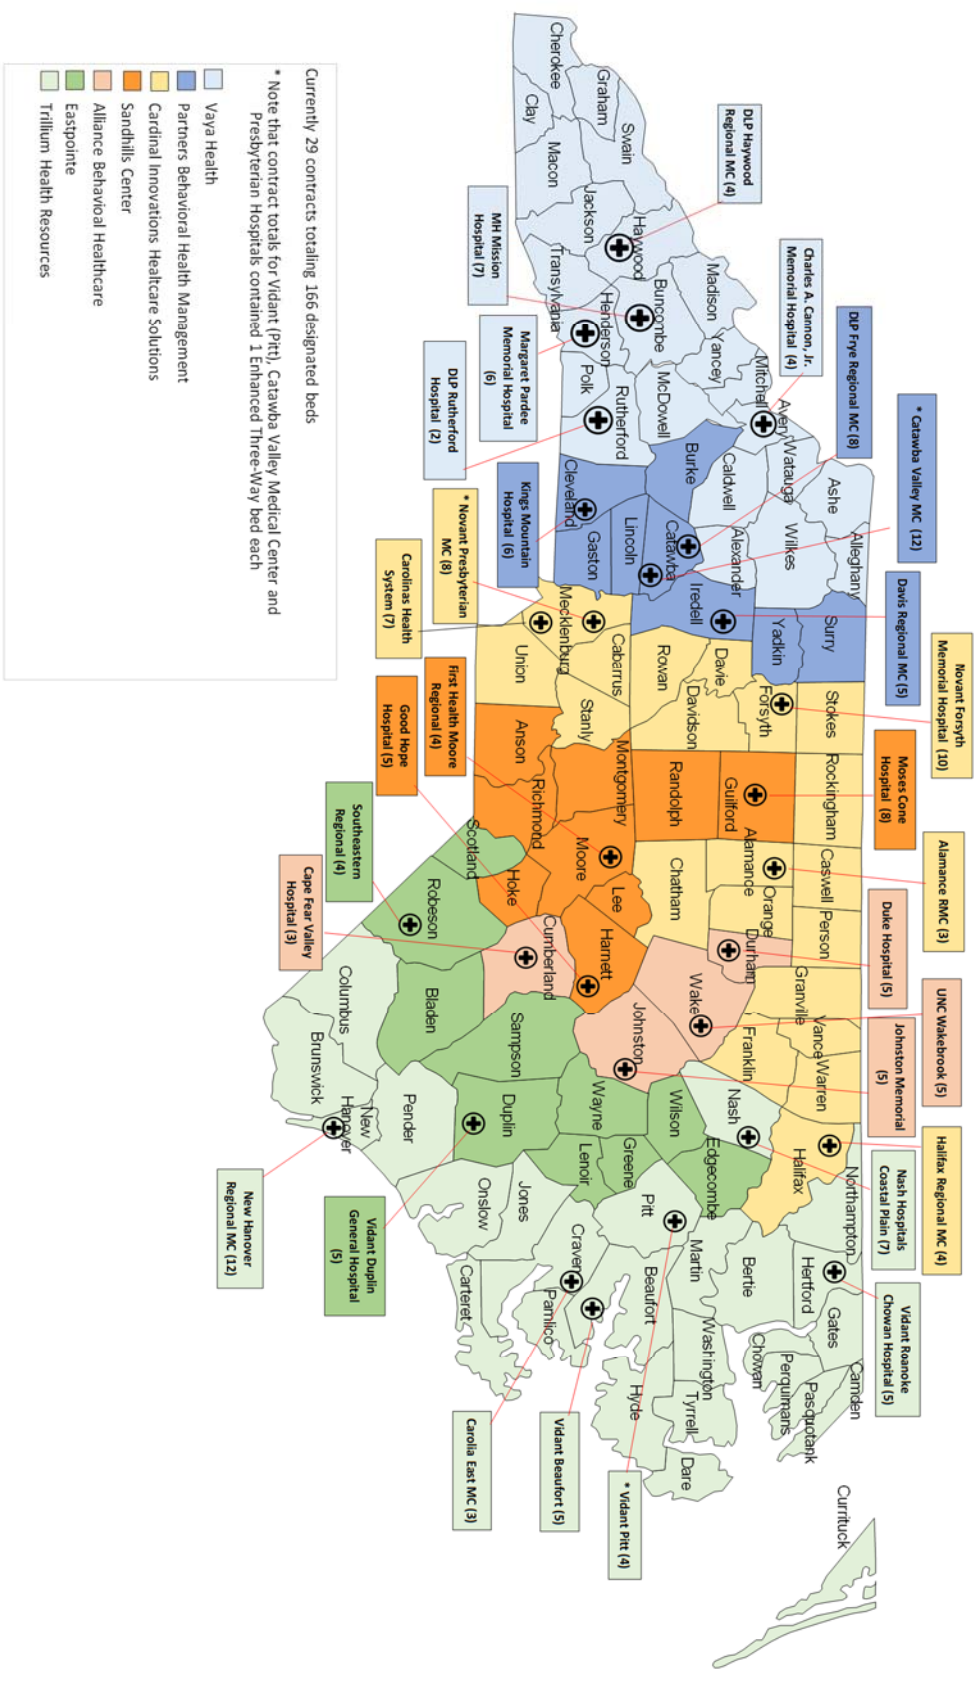 * Catawba Valley MC (12)
DLP Frye Regional MC (8)
Davis Regional MC (5)
Novant Forsyth
Memorial Hospital (10)
Moses Cone
Hospital (8)
Alamance RMC (3)
Duke Hospital (5)
UNC Wakebrook (5)
Johnston Memorial
(5)
Halifax Regional MC (4)
Nash Hospitals
Coastal Plain (7)
Vidant Roanoke
Chowan Hospital (5)
Charles A. Cannon, Jr.
Memorial Hospital (4)
DLP Haywood
Regional MC (4)
Cherokee
Graham
Clay
Swain
Macon
Jackson
Haywood
Transylvania
Madison
Buncombe
Henderson
Yancey
Mitchell
Avery
McDowell
Polk
Rutherford
Watauga
Ashe
Alleghany
Caldwell
Wilkes
Burke
Alexander
Catawba
Cleveland
Lincoln
Gaston
Iredell
Surry
Yadkin
Mecklenburg
Cabarrus
Rowan
Davie
Union
Stanly
Davidson
Forsyth
Stokes
Rockingham
Guilford
Randolph
Montgomery
Anson
Richmond
Moore
Scotland
Hoke
Lee
Chatham
Alamance
Caswell
Orange
Person
Durham
Granville
Vance
Warren
Franklin
Wake
Harnett
Johnston
Cumberland
Robeson
Bladen
Sampson
Columbus
Brunswick
New
Hanover
Pender
Duplin
Wayne
Wilson
Nash
Halifax
Northampton
Edgecombe
Greene
Lenoir
Pitt
Jones
Onslow
Craven
Carteret
Pamlico
Beaufort
Martin
Bertie
Hertford
Gates
Chowan
Perquimans
Pasquotank
Camden
Currituck
Washington
Tyrrell
Hyde
Dare
MH Mission
Hospital (7)
Margaret Pardee
Memorial Hospital
(6)
DLP Rutherford
Hospital (2)
Kings Mountain
Hospital (6)
* Novant Presbyterian
MC (8)
Carolinas Health
System (7)
First Health Moore
Regional (4)
Good Hope
Hospital (5)
Southeastern
Regional (4)
Cape Fear Valley
Hospital (3)
New Hanover
Regional MC (12)
Vidant Duplin
General Hospital
(5)
Carolia East MC (3)
Vidant Beaufort (5)
* Vidant Pitt (4)
Currently 29 contracts totaling 166 designated beds
* Note that contract totals for Vidant (Pitt), Catawba Valley Medical Center and
Presbyterian Hospitals contained 1 Enhanced Three-Way bed each
Vaya Health
Partners Behavioral Health Management
Cardinal Innovations Healtcare Solutions
Sandhills Center
Alliance Behavioal Healthcare
Eastpointe
Trillium Health Resources